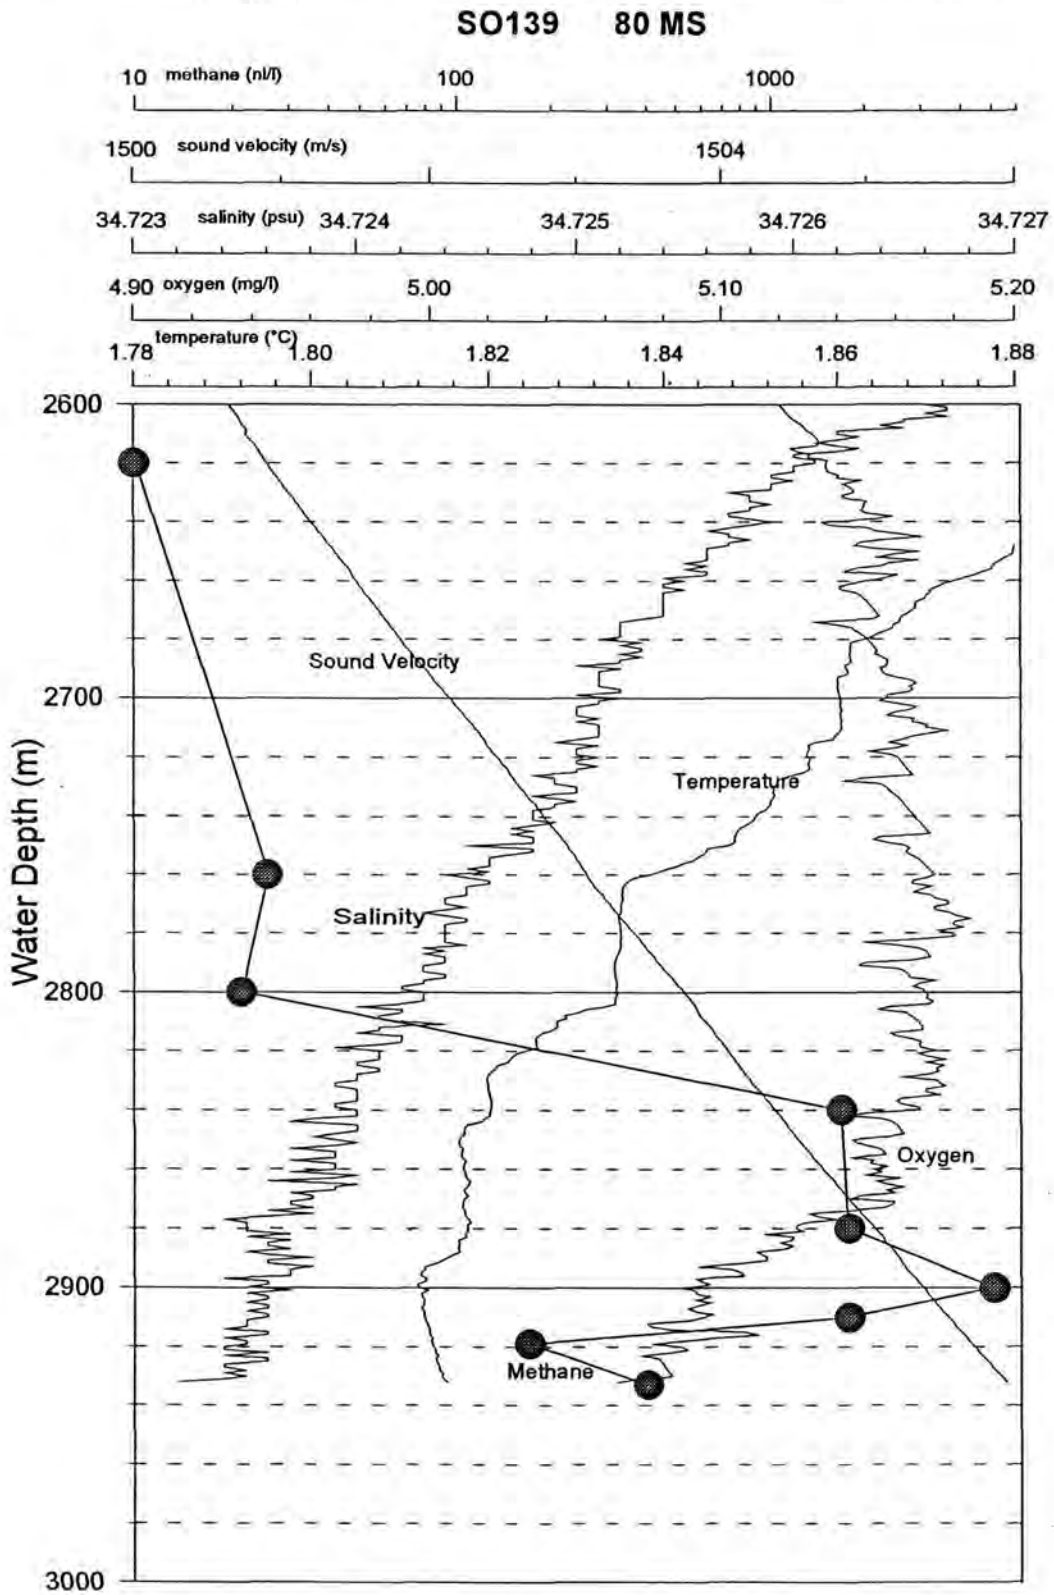 SO139 80 MS
10 methane (nl/l) 100 1000
1500 sound velocity (m/s) 1504
34.723 salinity (psu) 34.724 34.725 34.726 34.727
4.90 oxygen (mg/l) 5.00 5.10 5.20
temperature (°C)
1.78 1.80 1.82 1.84 1.86 1.88
2600
Sound Velocity
2700
Temperature
Water Depth (m)
Salinity
2800
Oxygen
2900
Methane
3000